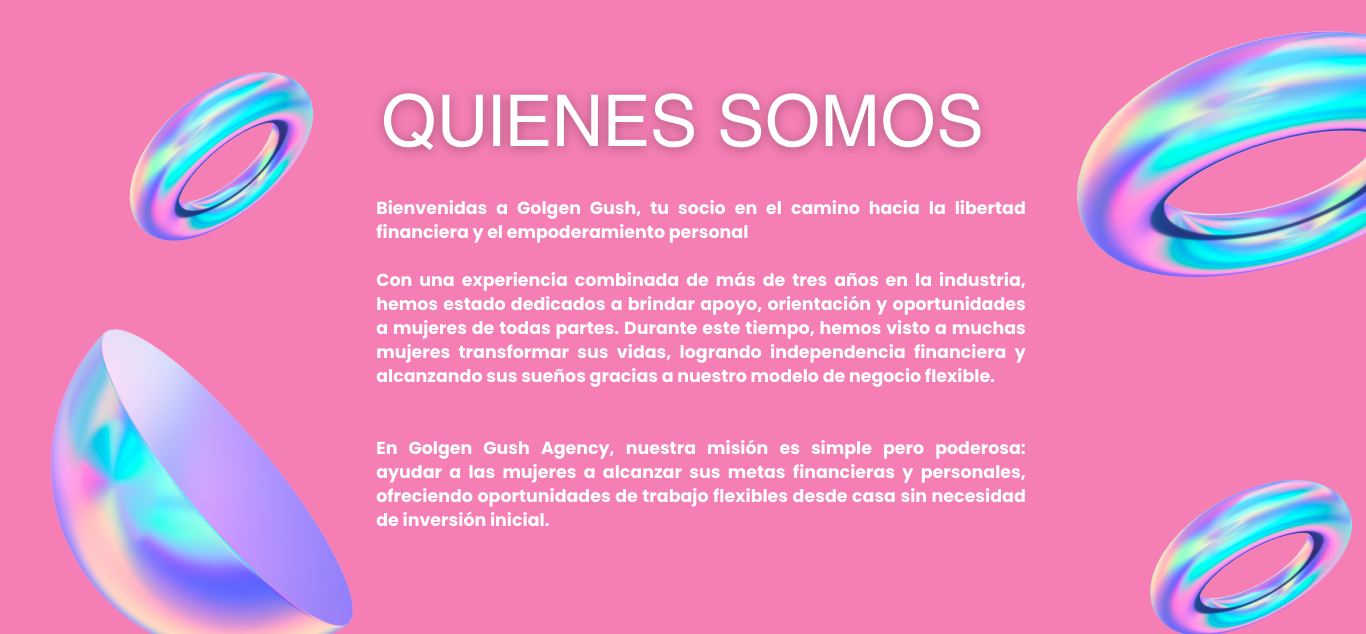 QUIENES SOMOS
Bienvenidas a Golgen Gush, tu socio en el camino hacia la libertad
financiera y el empoderamiento personal
Con una experiencia combinada de más de tres años en la industria,
hemos estado dedicados a brindar apoyo, orientación y oportunidades
a mujeres de todas partes. Durante este tiempo, hemos visto a muchas
mujeres transformar sus vidas, logrando independencia financiera y
alcanzando sus sueños gracias a nuestro modelo de negocio flexible.
En Golgen Gush Agency, nuestra misión es simple pero poderosa:
ayudar a las mujeres a alcanzar sus metas financieras y personales,
ofreciendo oportunidades de trabajo flexibles desde casa sin necesidad
de inversión inicial.